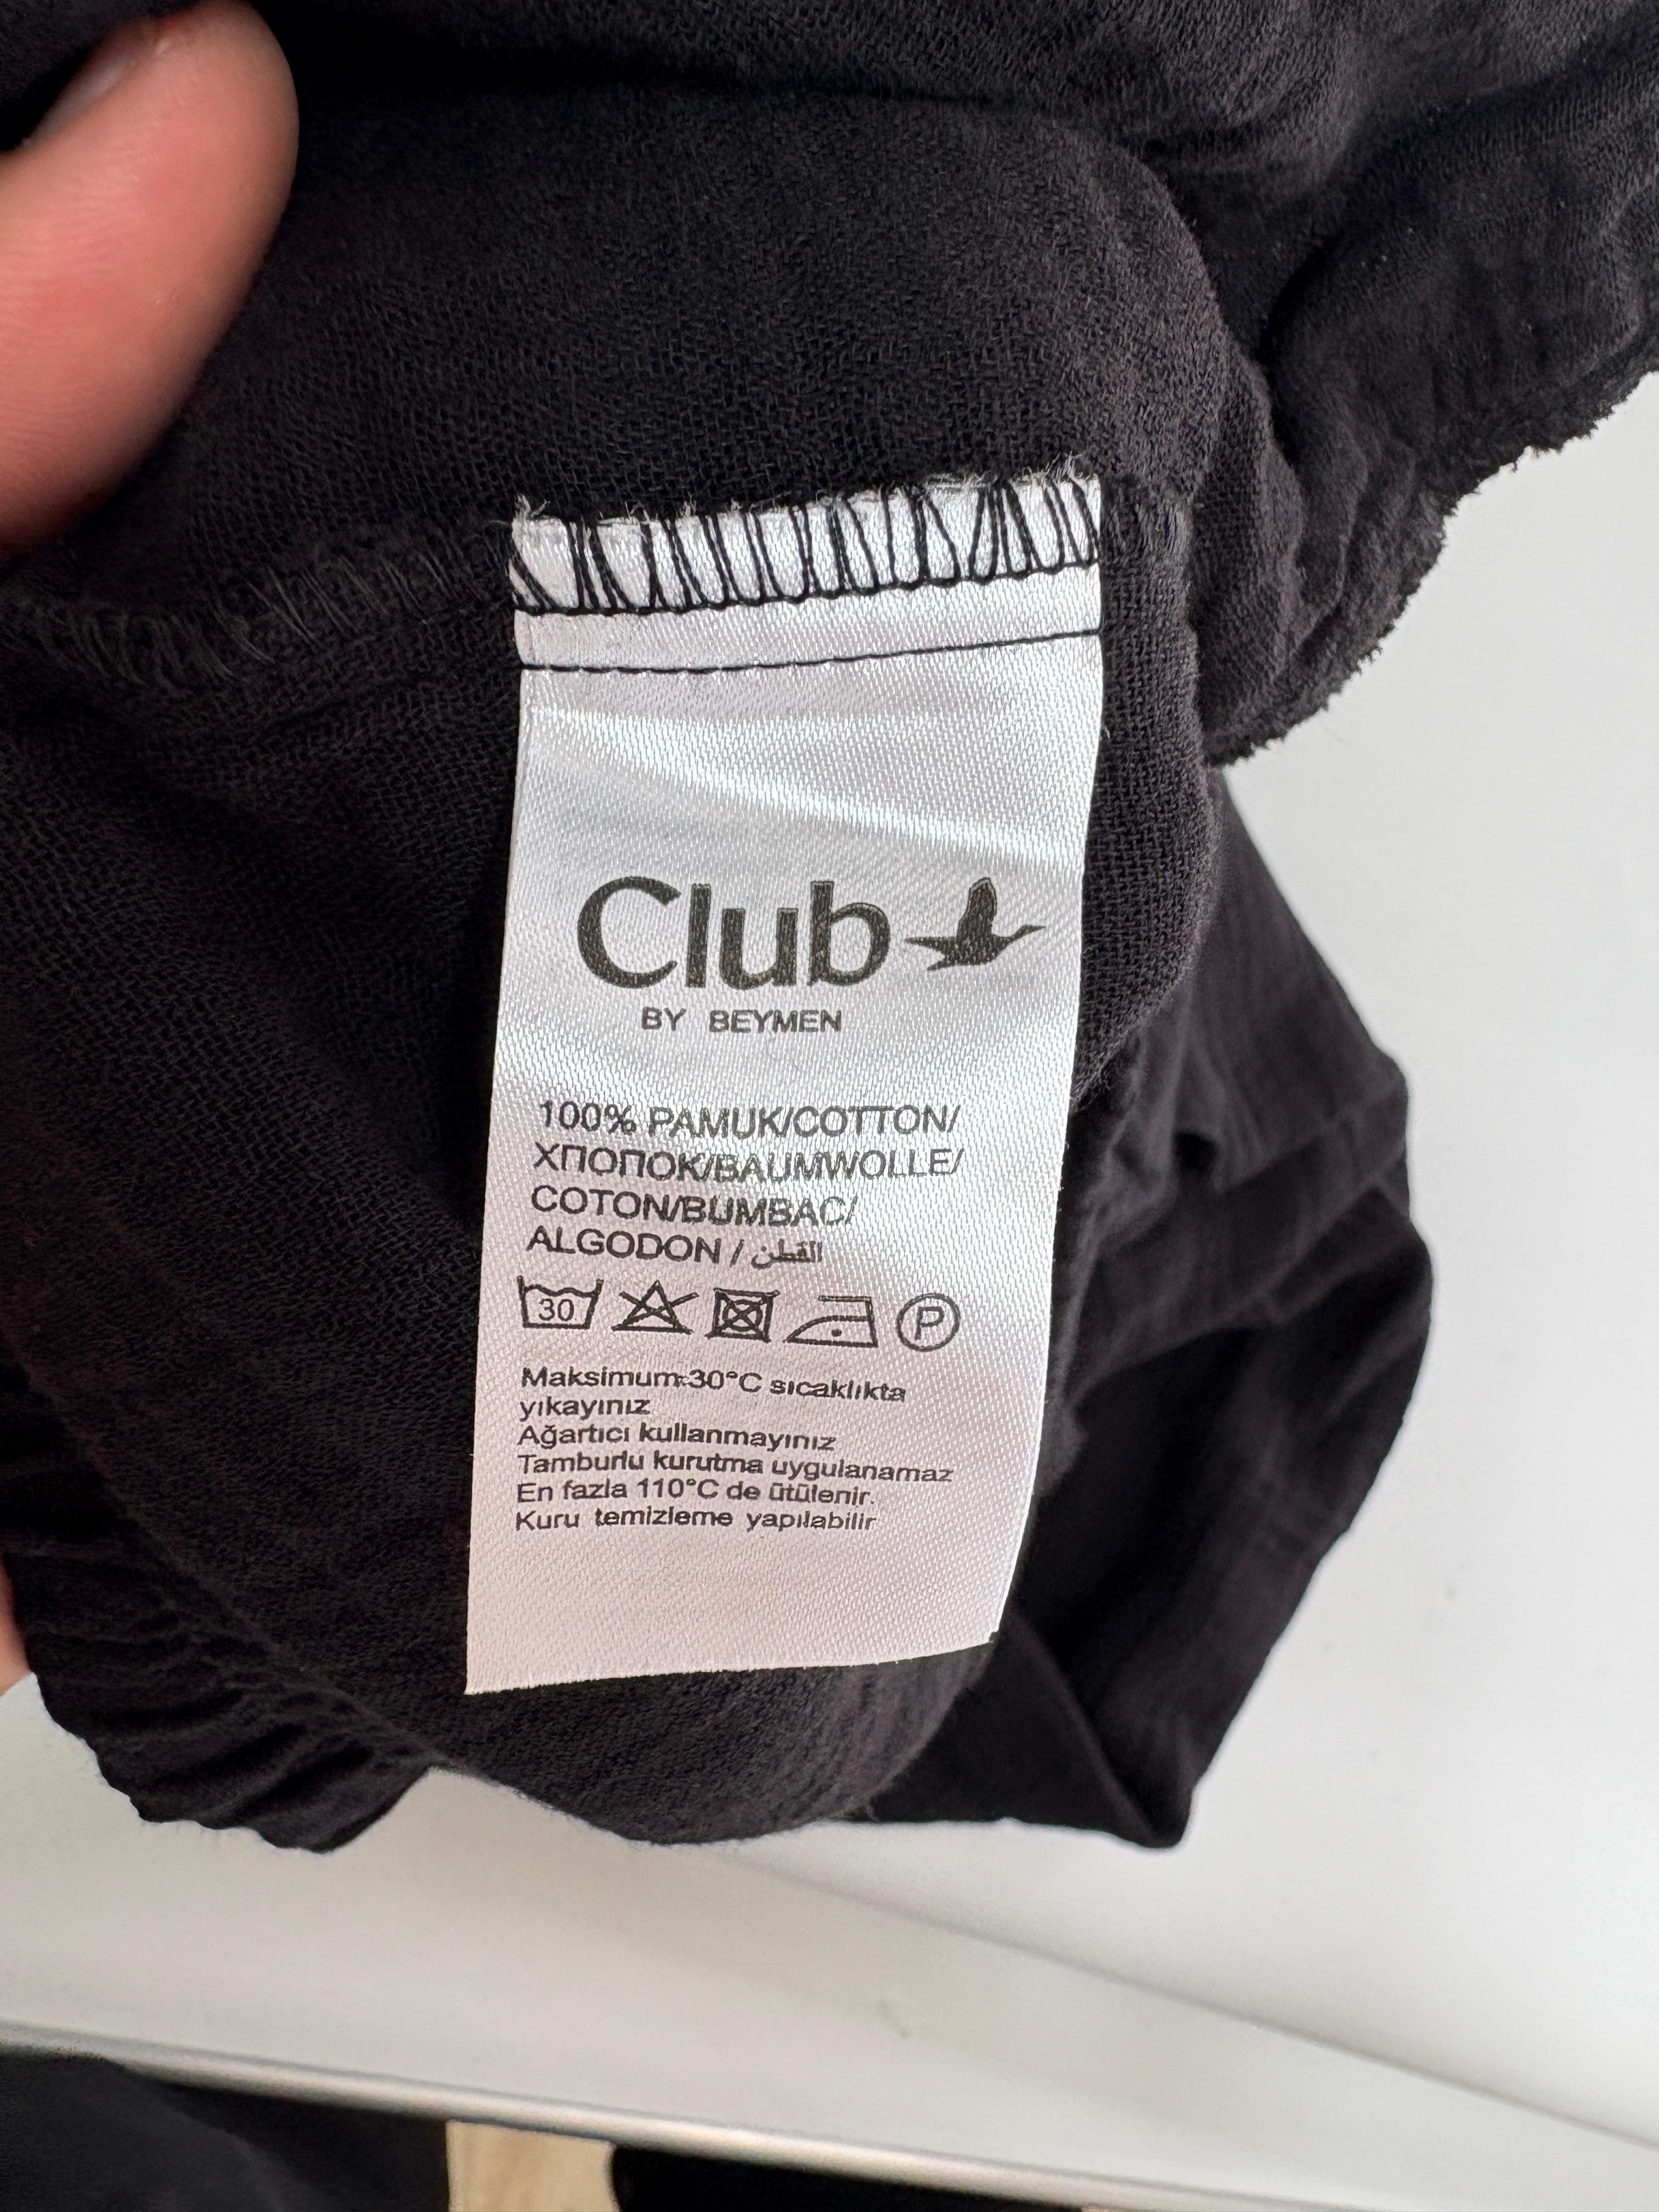 Club
BY BEYMEN
100% PAMUK/COTTON/
ХПОПОК/BAUMWOLLE/
COTON/BUMBAC/
ALGODON / القطن
30 P
Maksimum:30°C sıcaklıkta
yıkayınız
Ağartıcı kullanmayınız
Tamburlu kurutma uygulanamaz
En fazla 110°C de ütülenir.
Kuru temizleme yapılabilir